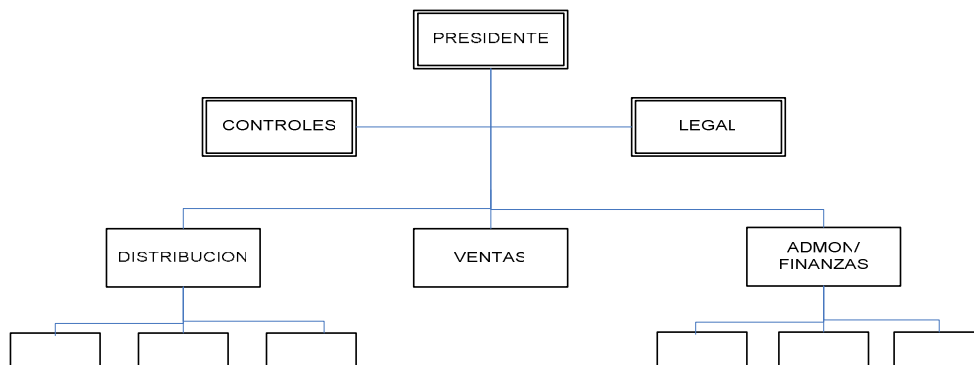 PRESIDENTE
CONTROLES
LEGAL
DISTRIBUCION
VENTAS
ADMON/
FINANZAS